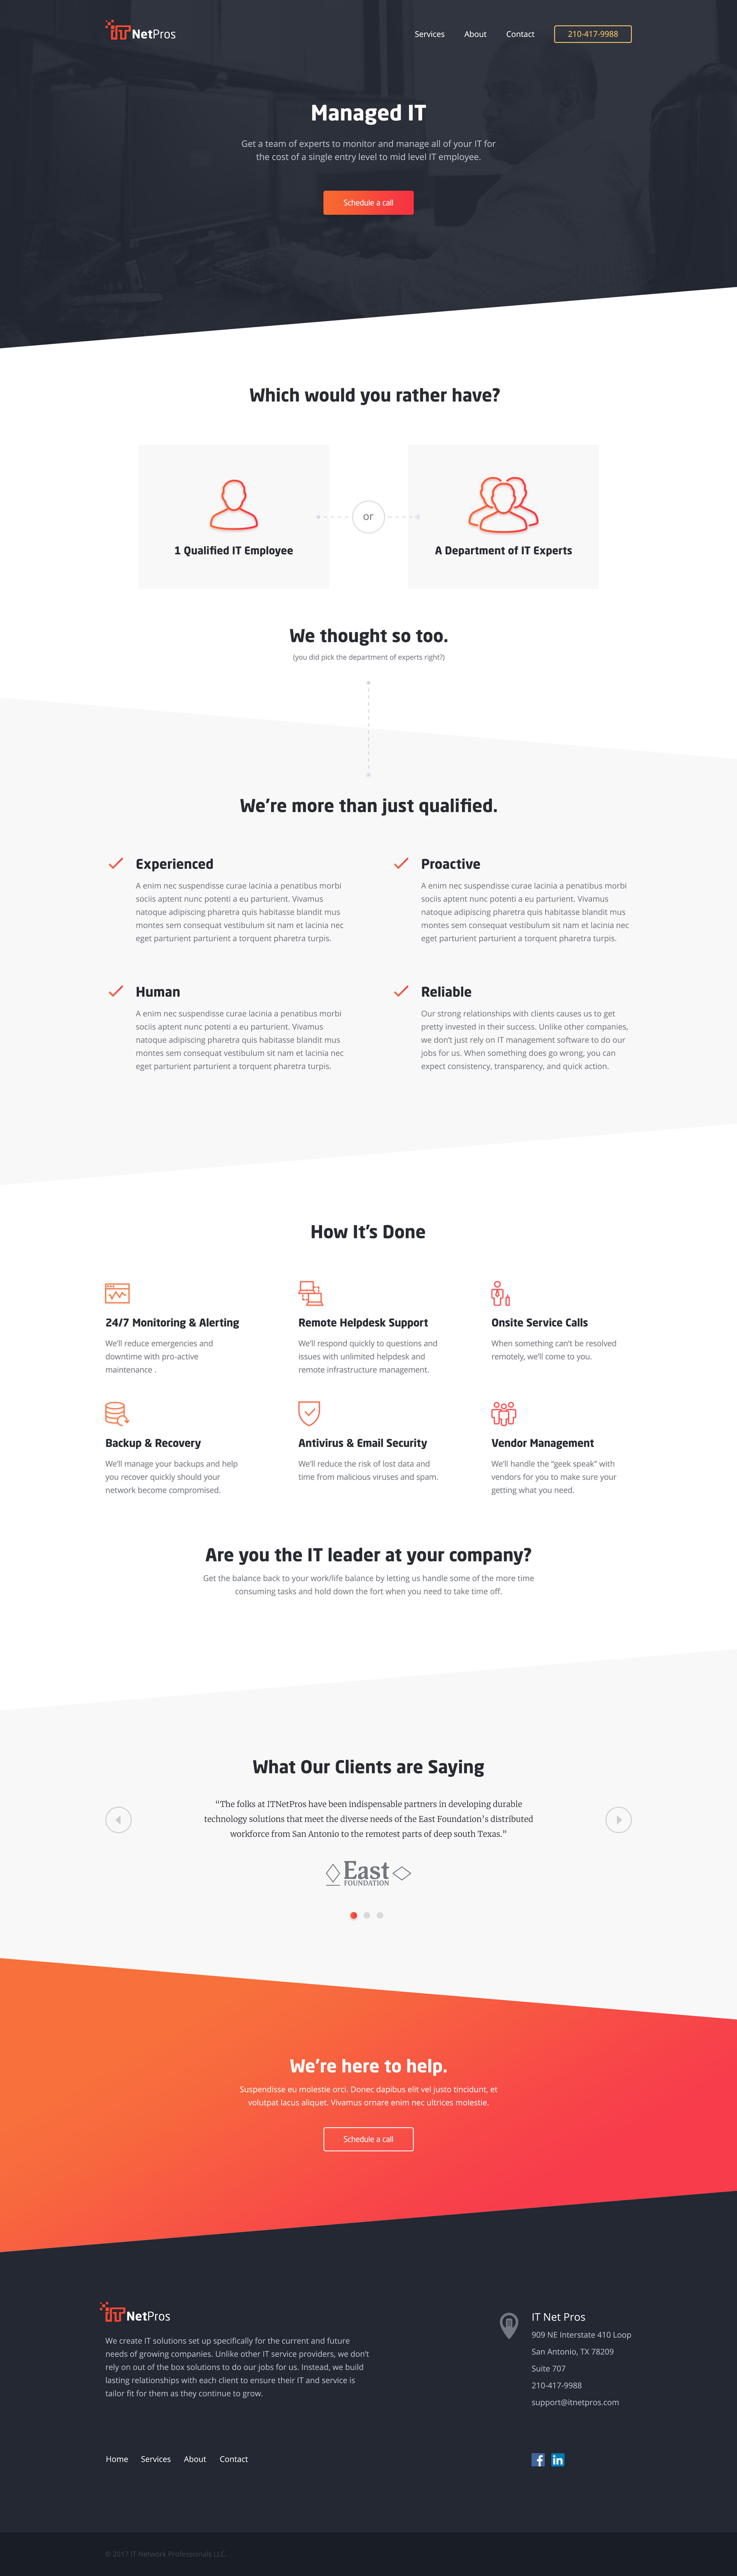 iT NetPros
Services
About
Contact
210-417-9988
Managed IT
Get a team of experts to monitor and manage all of your IT for
the cost of a single entry level to mid level IT employee.
Schedule a call
Which would you rather have?
1 Qualified IT Employee
or
A Department of IT Experts
We thought so too.
(you did pick the department of experts right?)
We're more than just qualified.
Experienced
A enim nec suspendisse curae lacinia a penatibus morbi
sociis aptent nunc potenti a eu parturient. Vivamus
natoque adipiscing pharetra quis habitasse blandit mus
montes sem consequat vestibulum sit nam et lacinia nec
eget parturient parturient a torquent pharetra turpis.
Proactive
A enim nec suspendisse curae lacinia a penatibus morbi
sociis aptent nunc potenti a eu parturient. Vivamus
natoque adipiscing pharetra quis habitasse blandit mus
montes sem consequat vestibulum sit nam et lacinia nec
eget parturient parturient a torquent pharetra turpis.
Human
A enim nec suspendisse curae lacinia a penatibus morbi
sociis aptent nunc potenti a eu parturient. Vivamus
natoque adipiscing pharetra quis habitasse blandit mus
montes sem consequat vestibulum sit nam et lacinia nec
eget parturient parturient a torquent pharetra turpis.
Reliable
Our strong relationships with clients causes us to get
pretty invested in their success. Unlike other companies,
we don't just rely on IT management software to do our
jobs for us. When something does go wrong, you can
expect consistency, transparency, and quick action.
How It's Done
24/7 Monitoring & Alerting
We'll reduce emergencies and
downtime with pro-active
maintenance .
Remote Helpdesk Support
We'll respond quickly to questions and
issues with unlimited helpdesk and
remote infrastructure management.
Onsite Service Calls
When something can't be resolved
remotely, we'll come to you.
Backup & Recovery
We'll manage your backups and help
you recover quickly should your
network become compromised.
Antivirus & Email Security
We'll reduce the risk of lost data and
time from malicious viruses and spam.
Vendor Management
We'll handle the “geek speak” with
vendors for you to make sure your
getting what you need.
Are you the IT leader at your company?
Get the balance back to your work/life balance by letting us handle some of the more time
consuming tasks and hold down the fort when you need to take time off.
What Our Clients are Saying
“The folks at ITNetPros have been indispensable partners in developing durable
technology solutions that meet the diverse needs of the East Foundation's distributed
workforce from San Antonio to the remotest parts of deep south Texas.”
East
FOUNDATION
We're here to help.
Suspendisse eu molestie orci. Donec dapibus elit vel justo tincidunt, et
volutpat lacus aliquet. Vivamus ornare enim nec ultrices molestie.
Schedule a call
iT NetPros
We create IT solutions set up specifically for the current and future
needs of growing companies. Unlike other IT service providers, we don't
rely on out of the box solutions to do our jobs for us. Instead, we build
lasting relationships with each client to ensure their IT and service is
tailor fit for them as they continue to grow.
IT Net Pros
909 NE Interstate 410 Loop
San Antonio, TX 78209
Suite 707
210-417-9988
support@itnetpros.com
Home
Services
About
Contact
f
in
© 2017 IT Network Professionals LLC.